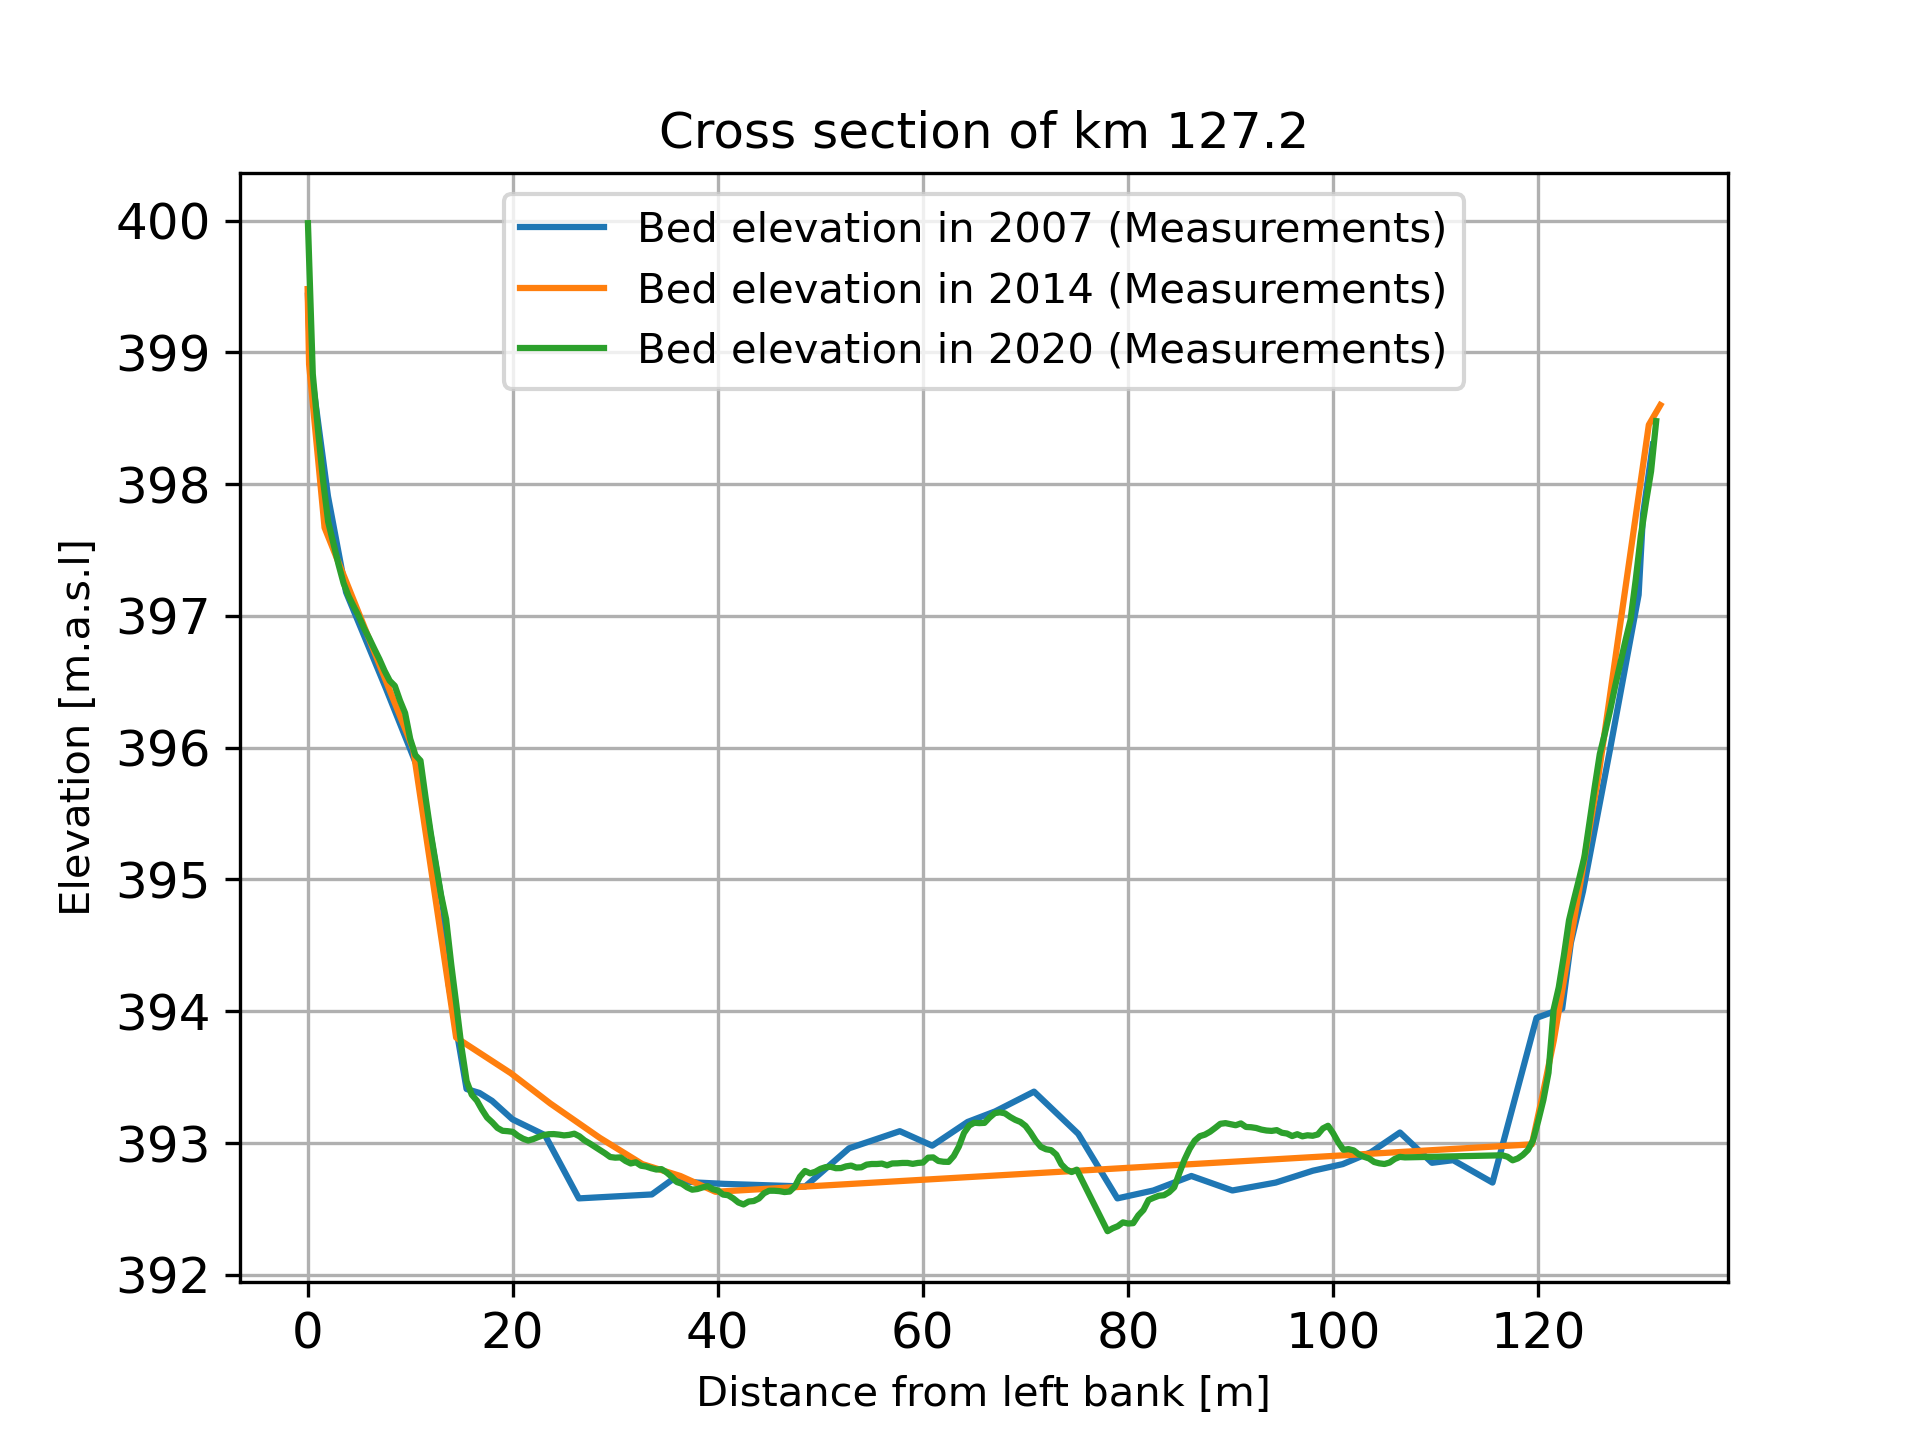 Cross section of km 127.2
Bed elevation in 2007 (Measurements)
Bed elevation in 2014 (Measurements)
Bed elevation in 2020 (Measurements)
400
399
398
397
396
395
394
393
392
Elevation [m.a.s.l]
0 20 40 60 80 100 120
Distance from left bank [m]